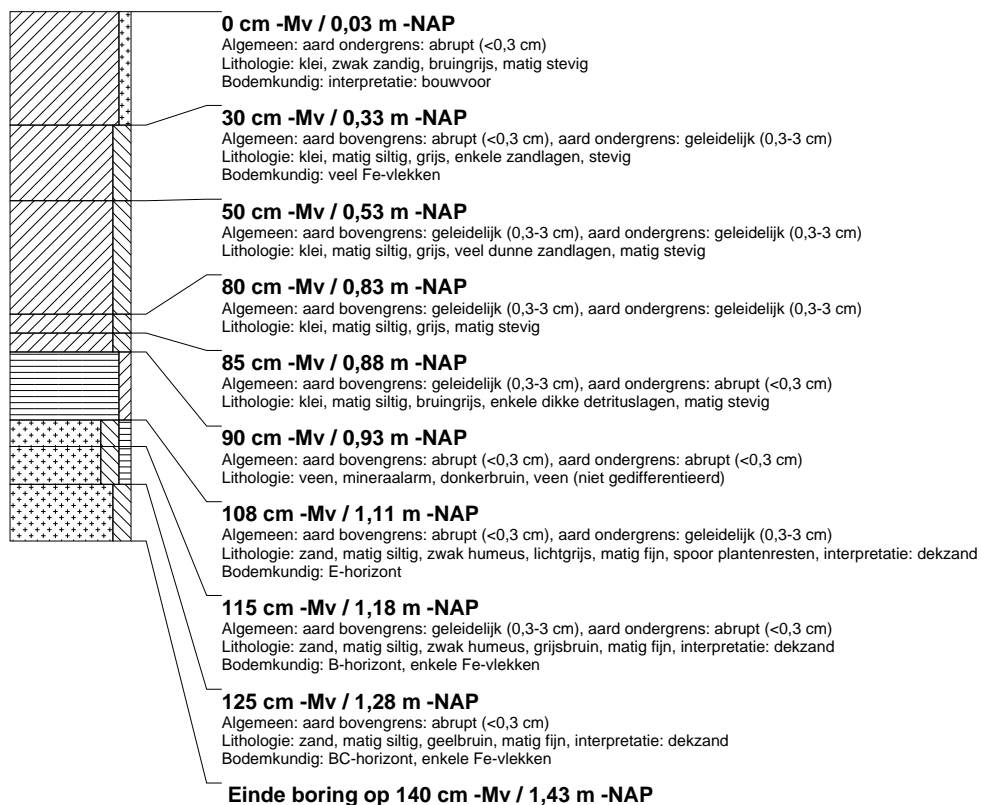 0 cm -Mv / 0,03 m -NAP
Algemeen: aard ondergrens: abrupt (<0,3 cm)
Lithologie: klei, zwak zandig, bruingrijs, matig stevig
Bodemkundig: interpretatie: bouwvoor
30 cm -Mv / 0,33 m -NAP
Algemeen: aard bovengrens: abrupt (<0,3 cm), aard ondergrens: geleidelijk (0,3-3 cm)
Lithologie: klei, matig siltig, grijs, enkele zandlagen, stevig
Bodemkundig: veel Fe-vlekken
50 cm -Mv / 0,53 m -NAP
Algemeen: aard bovengrens: geleidelijk (0,3-3 cm), aard ondergrens: geleidelijk (0,3-3 cm)
Lithologie: klei, matig siltig, grijs, veel dunne zandlagen, matig stevig
80 cm -Mv / 0,83 m -NAP
Algemeen: aard bovengrens: geleidelijk (0,3-3 cm), aard ondergrens: geleidelijk (0,3-3 cm)
Lithologie: klei, matig siltig, grijs, matig stevig
85 cm -Mv / 0,88 m -NAP
Algemeen: aard bovengrens: geleidelijk (0,3-3 cm), aard ondergrens: abrupt (<0,3 cm)
Lithologie: klei, matig siltig, bruingrijs, enkele dikke detrituslagen, matig stevig
90 cm -Mv / 0,93 m -NAP
Algemeen: aard bovengrens: abrupt (<0,3 cm), aard ondergrens: abrupt (<0,3 cm)
Lithologie: veen, mineraalarm, donkerbruin, veen (niet gedifferentieerd)
108 cm -Mv / 1,11 m -NAP
Algemeen: aard bovengrens: abrupt (<0,3 cm), aard ondergrens: geleidelijk (0,3-3 cm)
Lithologie: zand, matig siltig, zwak humeus, lichtgrijs, matig fijn, spoor plantenresten, interpretatie: dekzand
Bodemkundig: E-horizont
115 cm -Mv / 1,18 m -NAP
Algemeen: aard bovengrens: geleidelijk (0,3-3 cm), aard ondergrens: abrupt (<0,3 cm)
Lithologie: zand, matig siltig, zwak humeus, grijsbruin, matig fijn, interpretatie: dekzand
Bodemkundig: B-horizont, enkele Fe-vlekken
125 cm -Mv / 1,28 m -NAP
Algemeen: aard bovengrens: abrupt (<0,3 cm)
Lithologie: zand, matig siltig, geelbruin, matig fijn, interpretatie: dekzand
Bodemkundig: BC-horizont, enkele Fe-vlekken
Einde boring op 140 cm -Mv / 1,43 m -NAP